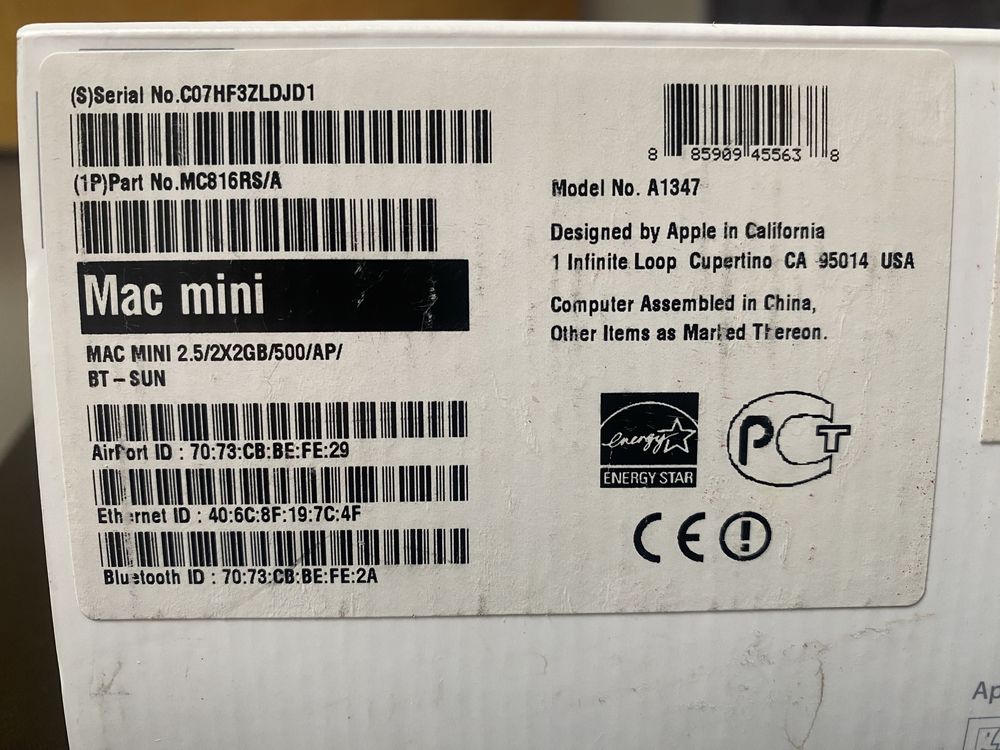 (S)Serial No.C07HF3ZLDJD1
(1P)Part No.MC816RS/A
Mac mini
MAC MINI 2.5/2X2GB/500/AP/
BT – SUN
AirPort ID : 70:73:CB:BE:FE:29
Ethernet ID : 40:6C:8F:19:7C:4F
Bluetooth ID : 70:73:CB:BE:FE:2A
8 85909 45563 8
Model No. A1347
Designed by Apple in California
1 Infinite Loop Cupertino CA 95014 USA
Computer Assembled in China,
Other Items as Marked Thereon.
energy
ENERGY STAR
РСТ
CE